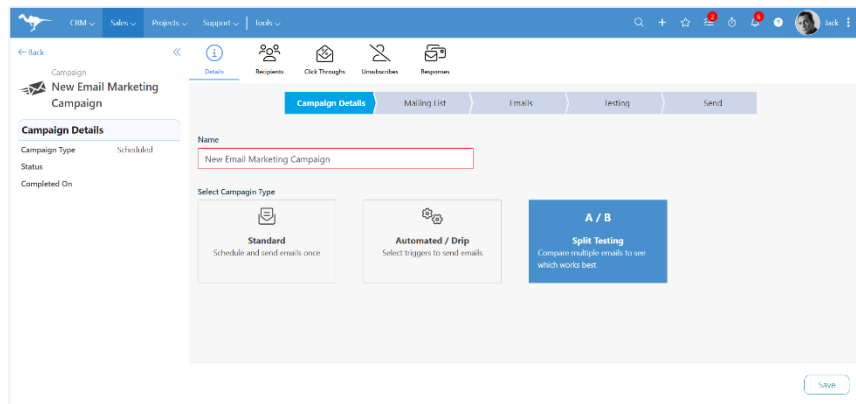 CRM Sales Projects Support Tools
2 6 ? Jack
← Back
Campaign
New Email Marketing
Campaign
Campaign Details
Campaign Type Scheduled
Status
Completed On
Details Recipients Click Throughs Unsubscribes Responses
Campaign Details Mailing List Emails Testing Send
Name
New Email Marketing Campaign
Select Campagin Type
Standard
Schedule and send emails once
Automated / Drip
Select triggers to send emails
A / B
Split Testing
Compare multiple emails to see
which works best
Save